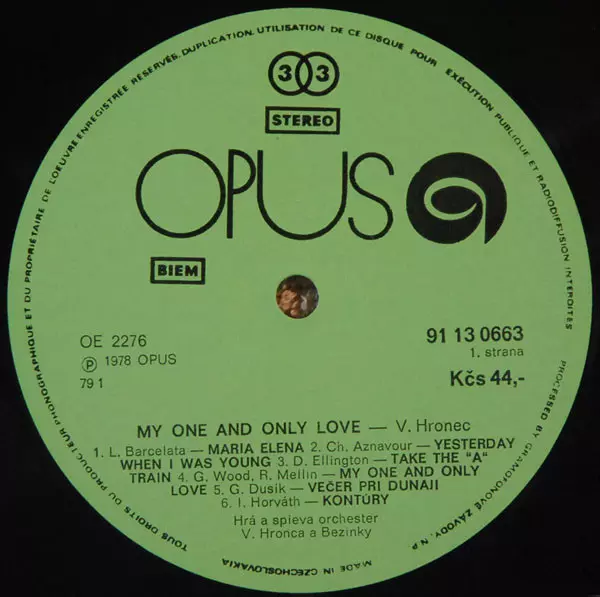 TOUS DROITS DU PRODUCTEUR PHONOGRAPHIQUE ET DU PROPRIÉTAIRE DE L'OEUVRE ENREGISTRÉE RÉSERVÉS. DUPLICATION, UTILISATION DE CE DISQUE POUR EXÉCUTION PUBLIQUE ET RADIODIFFUSION INTERDITES
33
STEREO
OPUS
BIEM
OE 2276
Ⓟ 1978 OPUS
79 1
91 13 0663
1. strana
Kčs 44,-
MY ONE AND ONLY LOVE — V. Hronec
1. L. Barcelata — MARIA ELENA 2. Ch. Aznavour — YESTERDAY
WHEN I WAS YOUNG 3. D. Ellington — TAKE THE "A"
TRAIN 4. G. Wood, R. Mellin — MY ONE AND ONLY
LOVE 5. G. Dusík — VEČER PRI DUNAJI
6. I. Horváth — KONTÚRY
Hrá a spieva orchester
V. Hronca a Bezinky
MADE IN CZECHOSLOVAKIA
PROCESSED BY GRAMOFONOVÉ ZÁVODY, N.P.